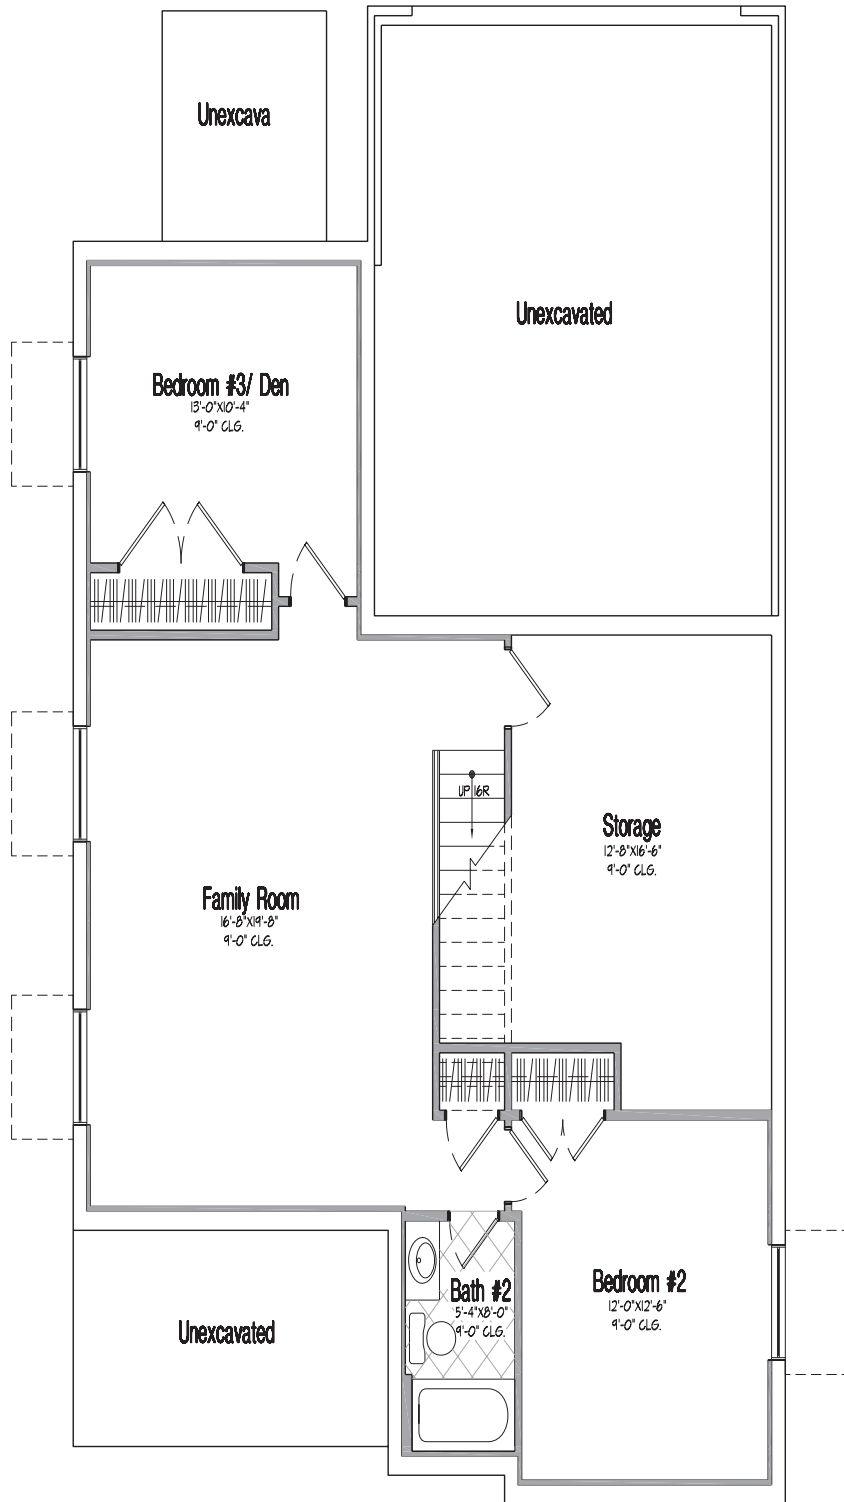 Unexcava
Unexcavated
Bedroom #3/ Den
13'-0"X10'-4"
9'-0" CLG.
UP 16R
Storage
12'-8"X16'-6"
9'-0" CLG.
Family Room
16'-8"X19'-8"
9'-0" CLG.
Bath #2
5'-4"X8'-0"
9'-0" CLG.
Bedroom #2
12'-0"X12'-6"
9'-0" CLG.
Unexcavated